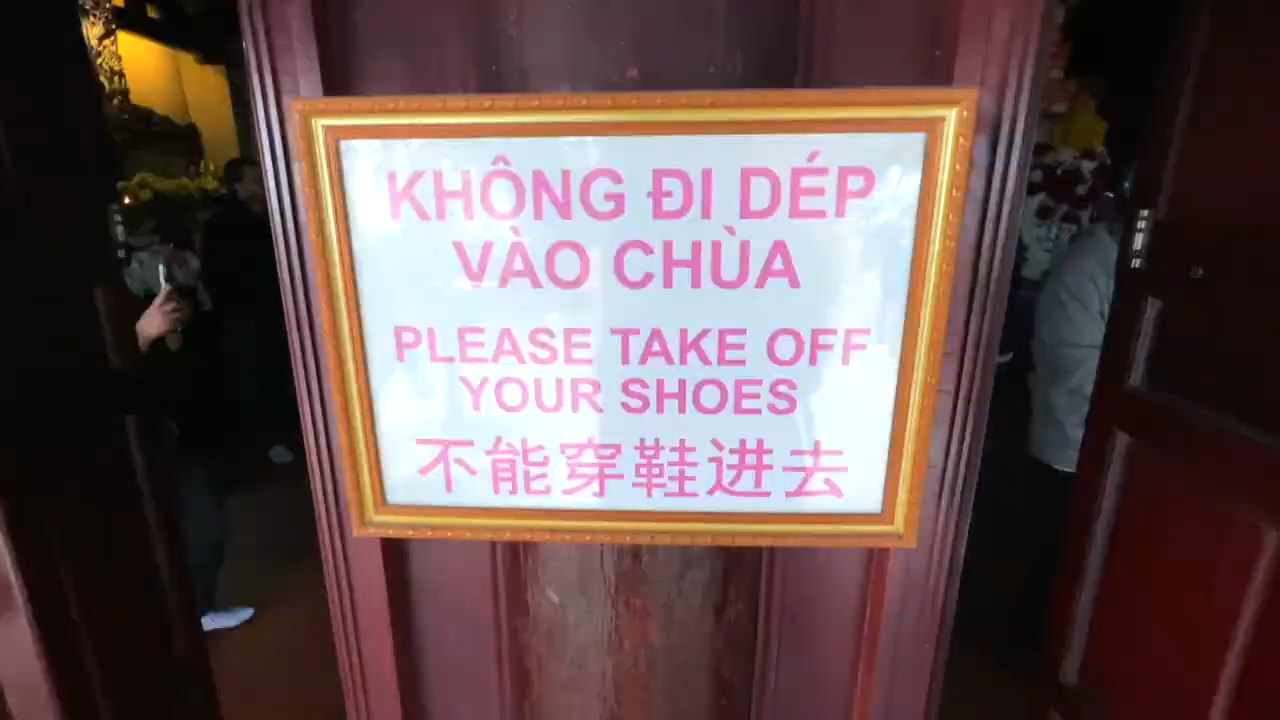 KHÔNG ĐI DÉP
VÀO CHÙA
PLEASE TAKE OFF
YOUR SHOES
不能穿鞋进去